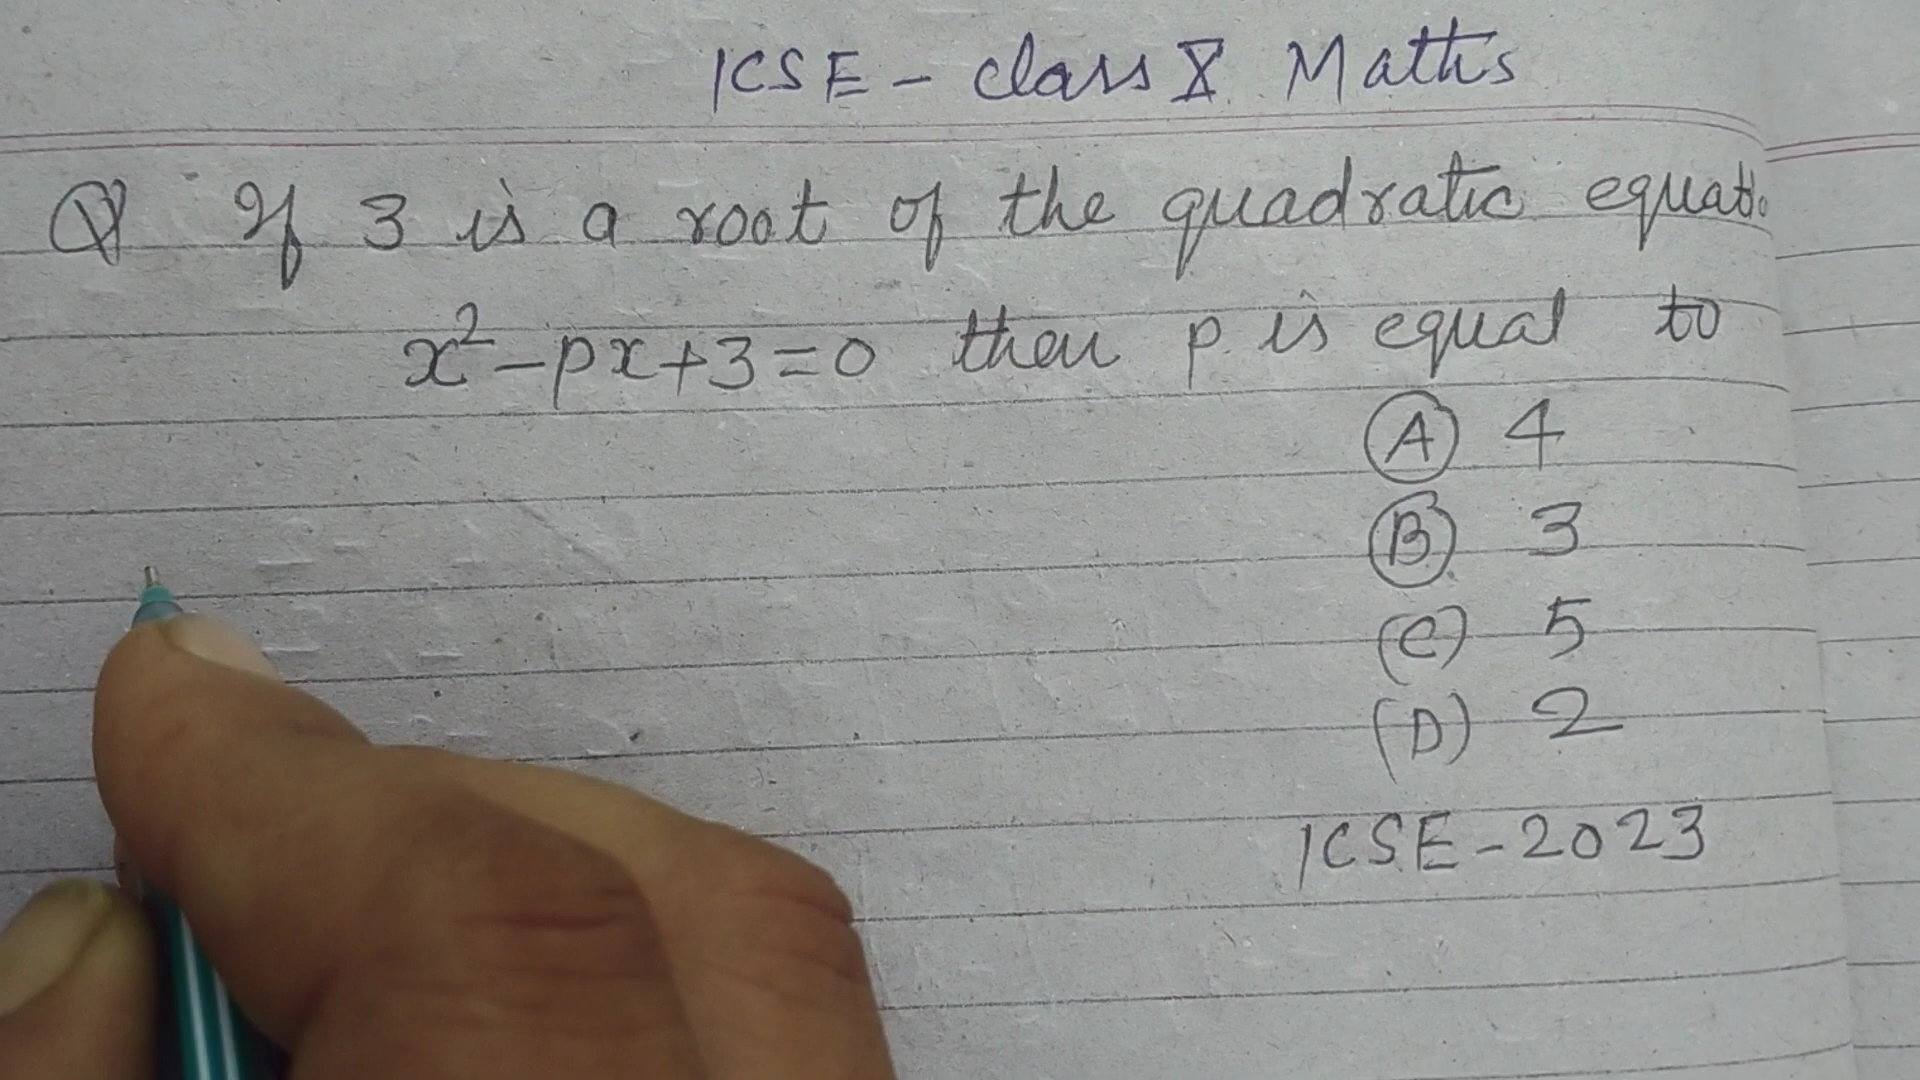 ICSE - class X Maths
Q If 3 is a root of the quadratic equat.
x² - px + 3 = 0 then p is equal to
(A) 4
(B) 3
(C) 5
(D) 2
ICSE - 2023